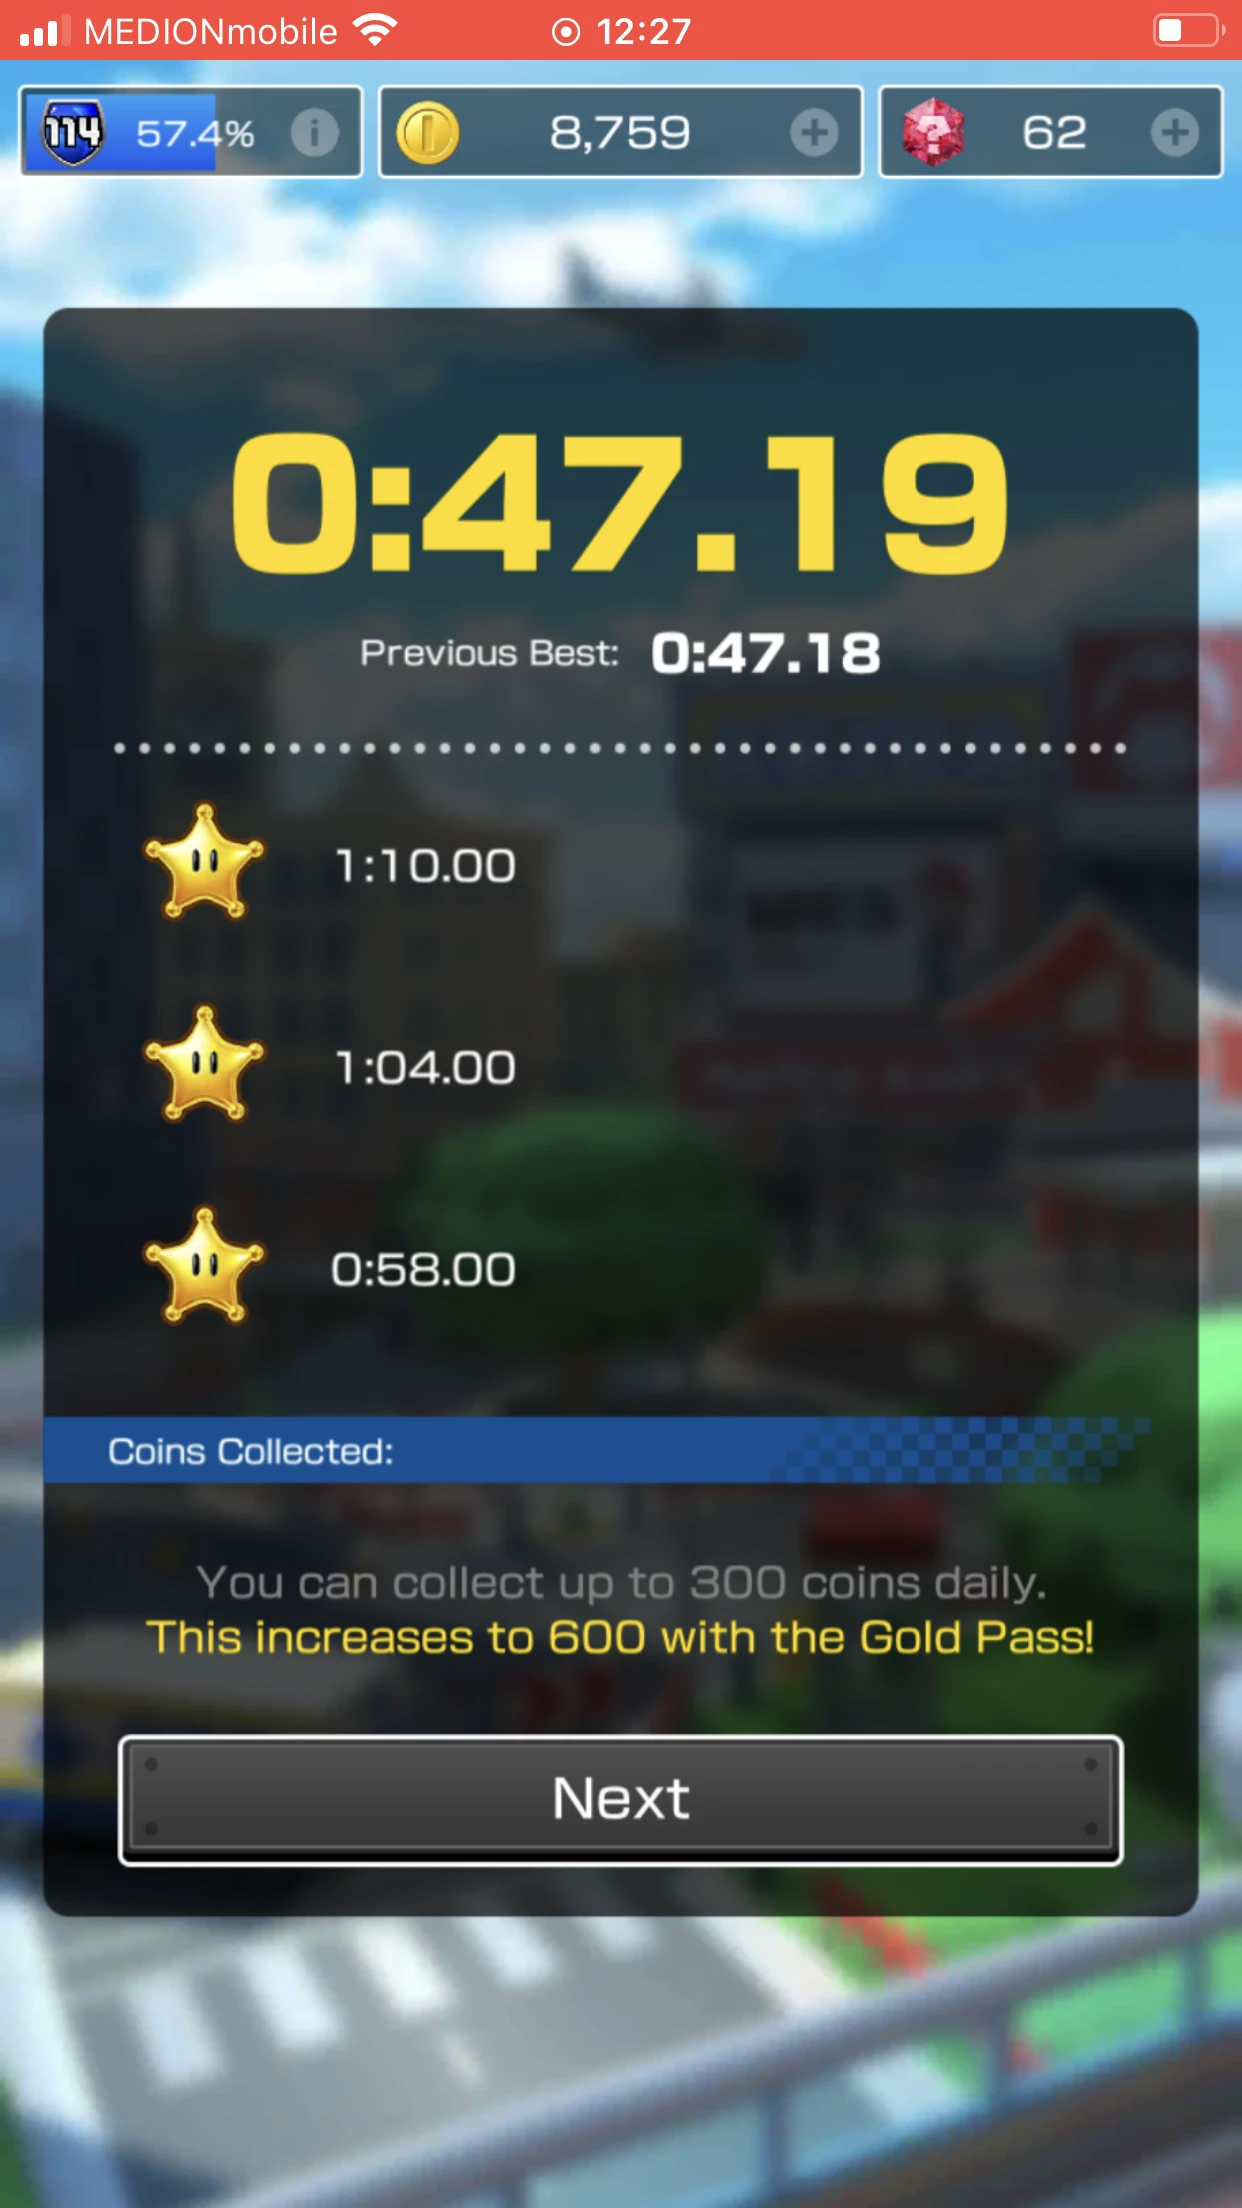 MEDIONmobile 12:27
114 57.4% i 8,759 + ? 62 +
0:47.19
Previous Best: 0:47.18
1:10.00
1:04.00
0:58.00
Coins Collected:
You can collect up to 300 coins daily.
This increases to 600 with the Gold Pass!
Next